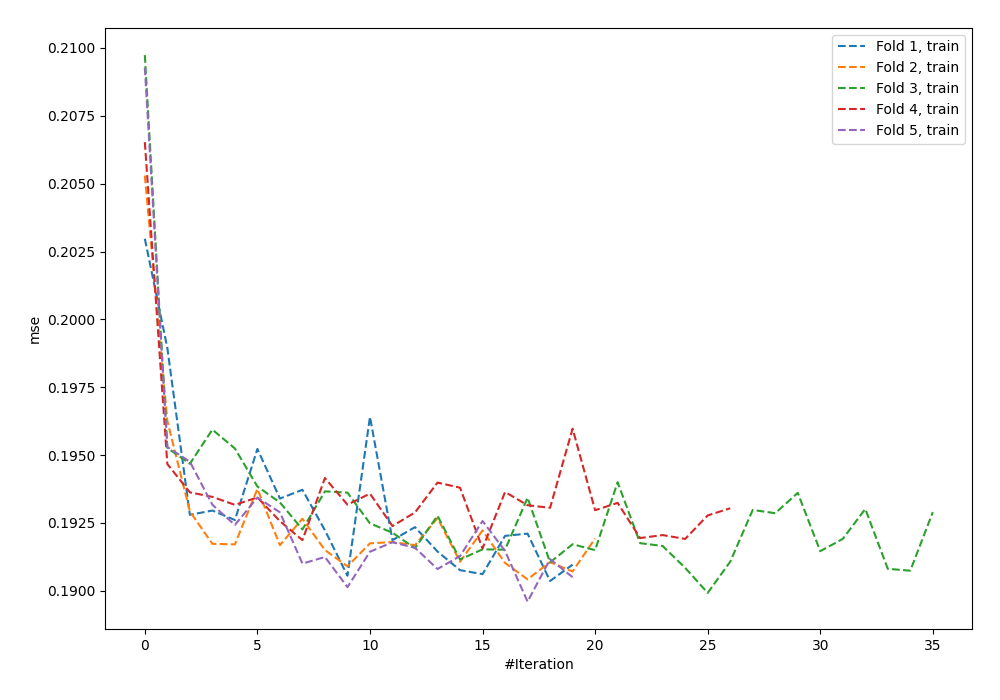 0.2100
0.2075
0.2050
0.2025
0.2000
0.1975
0.1950
0.1925
0.1900
mse
0 5 10 15 20 25 30 35
#Iteration
Fold 1, train
Fold 2, train
Fold 3, train
Fold 4, train
Fold 5, train